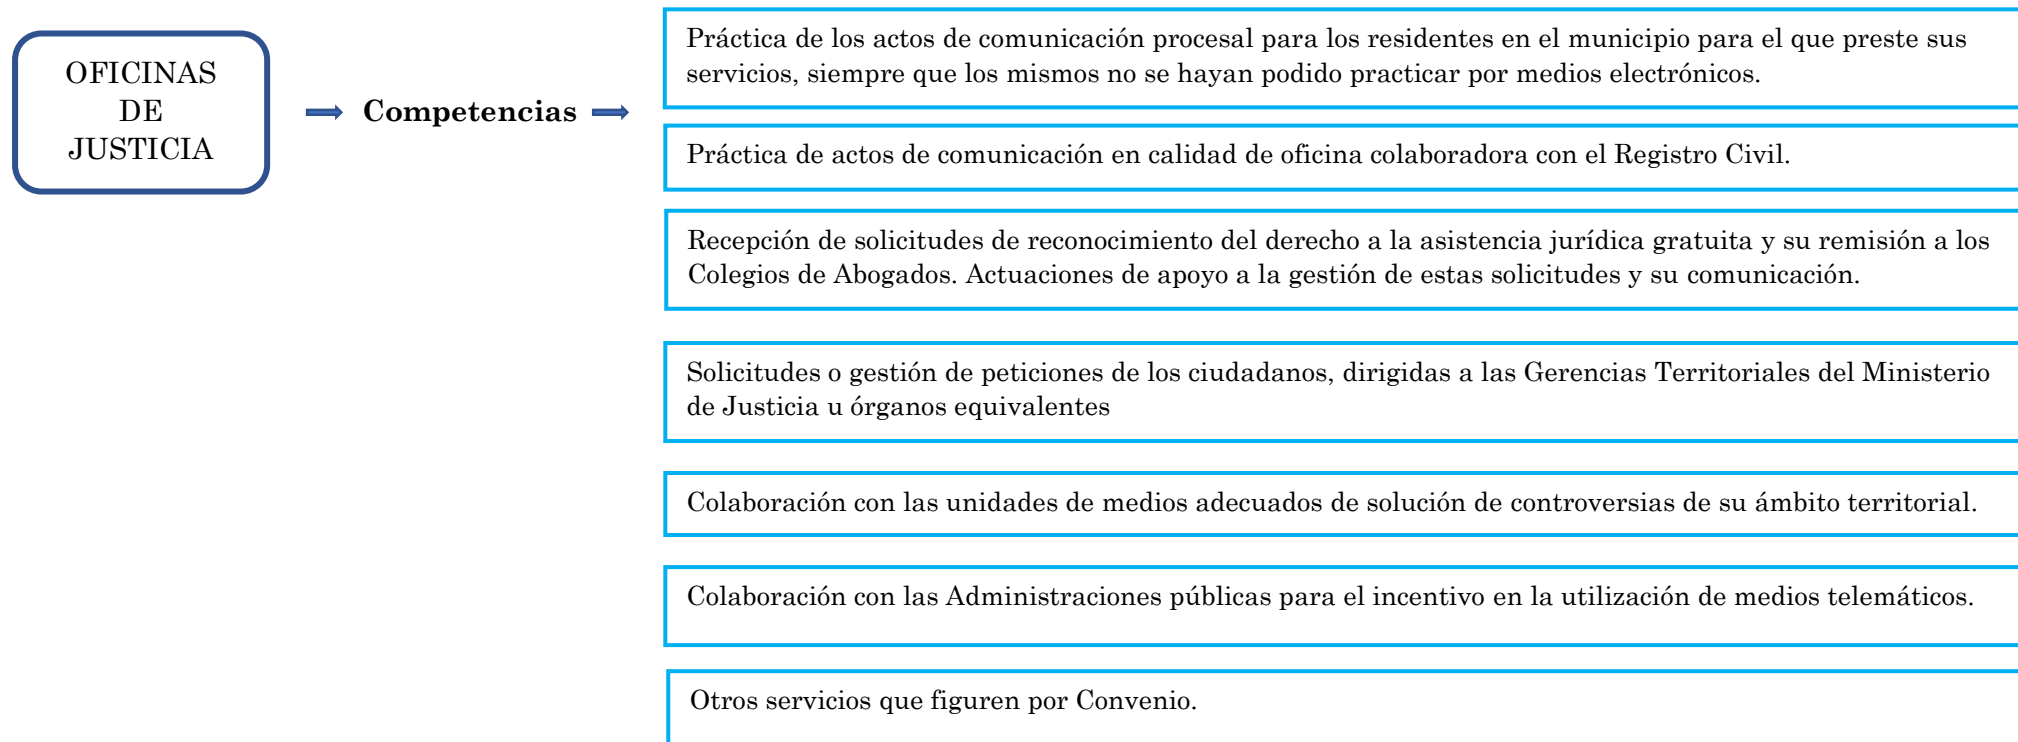 OFICINAS
DE
JUSTICIA
Competencias
Práctica de los actos de comunicación procesal para los residentes en el municipio para el que preste sus
servicios, siempre que los mismos no se hayan podido practicar por medios electrónicos.
Práctica de actos de comunicación en calidad de oficina colaboradora con el Registro Civil.
Recepción de solicitudes de reconocimiento del derecho a la asistencia jurídica gratuita y su remisión a los
Colegios de Abogados. Actuaciones de apoyo a la gestión de estas solicitudes y su comunicación.
Solicitudes o gestión de peticiones de los ciudadanos, dirigidas a las Gerencias Territoriales del Ministerio
de Justicia u órganos equivalentes
Colaboración con las unidades de medios adecuados de solución de controversias de su ámbito territorial.
Colaboración con las Administraciones públicas para el incentivo en la utilización de medios telemáticos.
Otros servicios que figuren por Convenio.